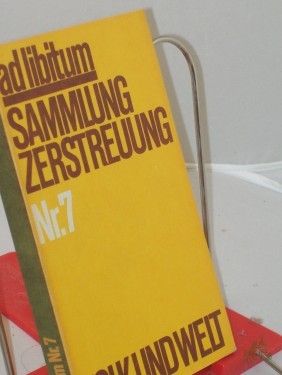 ad libitum
SAMMLUNG
ZERSTREUUNG
Nr.7
UND WELT
Nr. 7